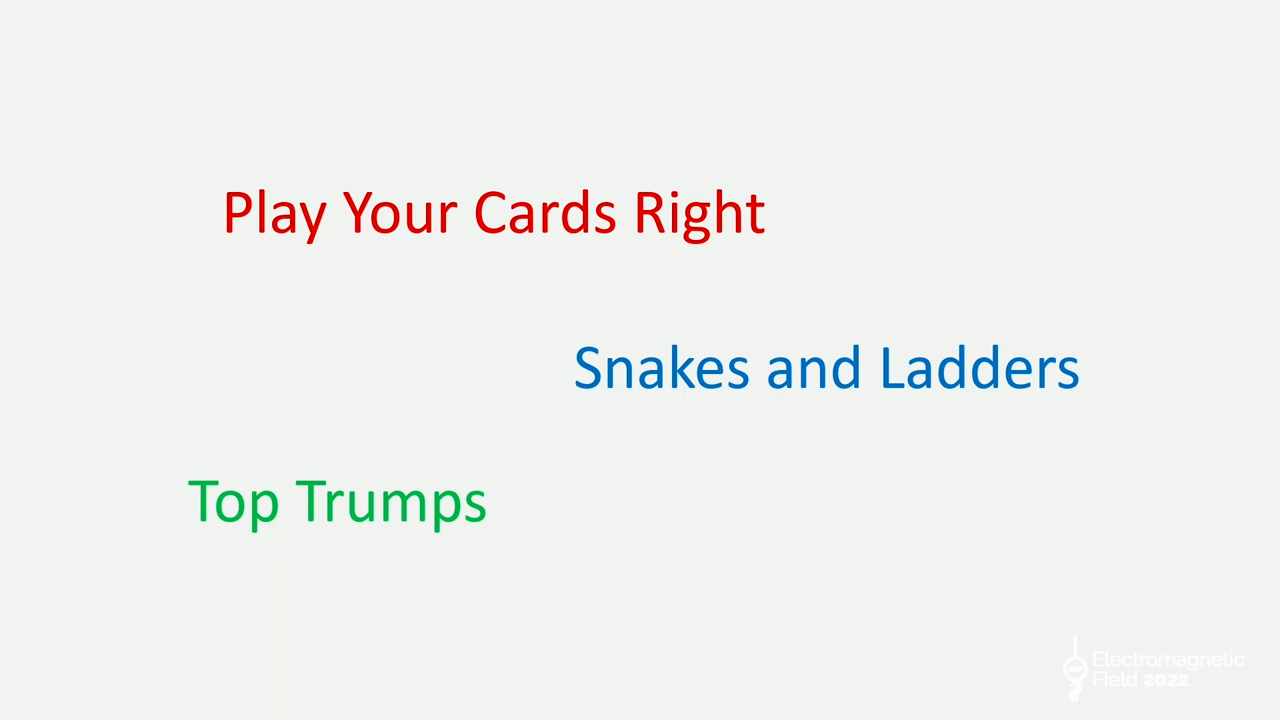 Play Your Cards Right
Snakes and Ladders
Top Trumps
Electromagnetic
Field 2022